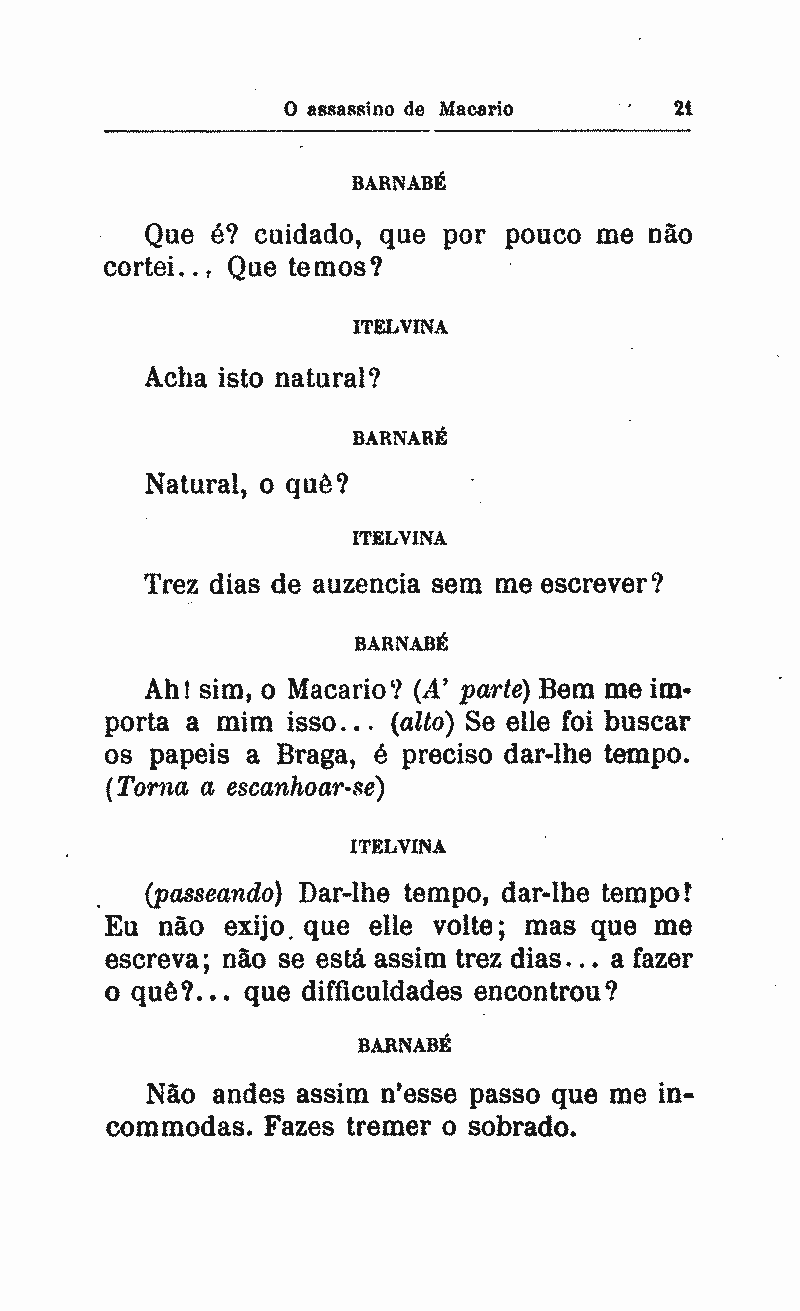 O assassino de Macario 21
BARNABÉ
Que é? cuidado, que por pouco me não
cortei... Que temos?
ITELVINA
Acha isto natural?
BARNABÉ
Natural, o quê?
ITELVINA
Trez dias de auzencia sem me escrever?
BARNABÉ
Ah! sim, o Macario? (A' parte) Bem me im-
porta a mim isso... (alto) Se elle foi buscar
os papeis a Braga, é preciso dar-lhe tempo.
(Torna a escanhoar-se)
ITELVINA
(passeando) Dar-lhe tempo, dar-lhe tempo!
Eu não exijo que elle volte; mas que me
escreva; não se está assim trez dias... a fazer
o quê?... que difficuldades encontrou?
BARNABÉ
Não andes assim n'esse passo que me in-
commodas. Fazes tremer o sobrado.